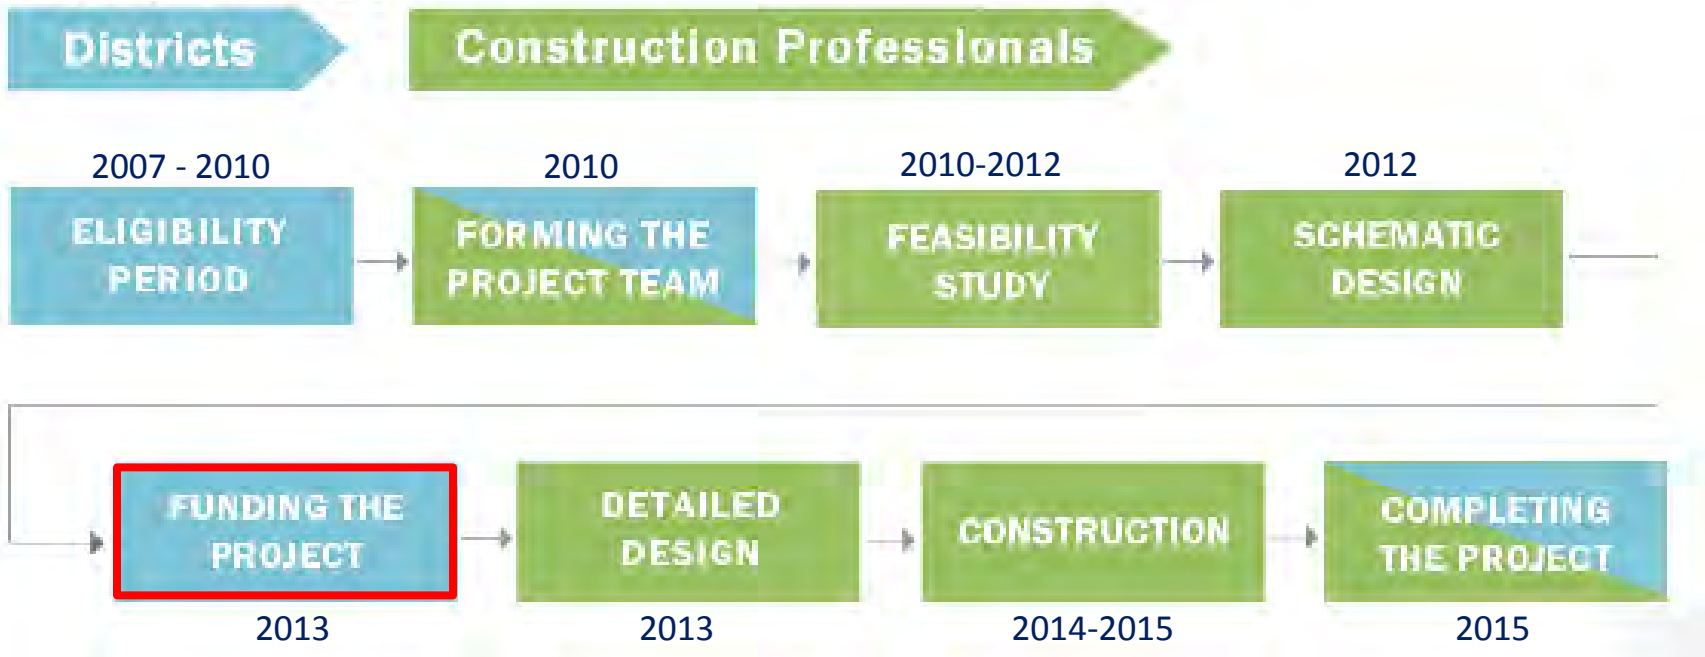 Districts
Construction Professionals
2007 - 2010
2010
2010-2012
2012
ELIGIBILITY
PERIOD
FORMING THE
PROJECT TEAM
FEASIBILITY
STUDY
SCHEMATIC
DESIGN
FUNDING THE
PROJECT
DETAILED
DESIGN
CONSTRUCTION
COMPLETING
THE PROJECT
2013
2013
2014-2015
2015